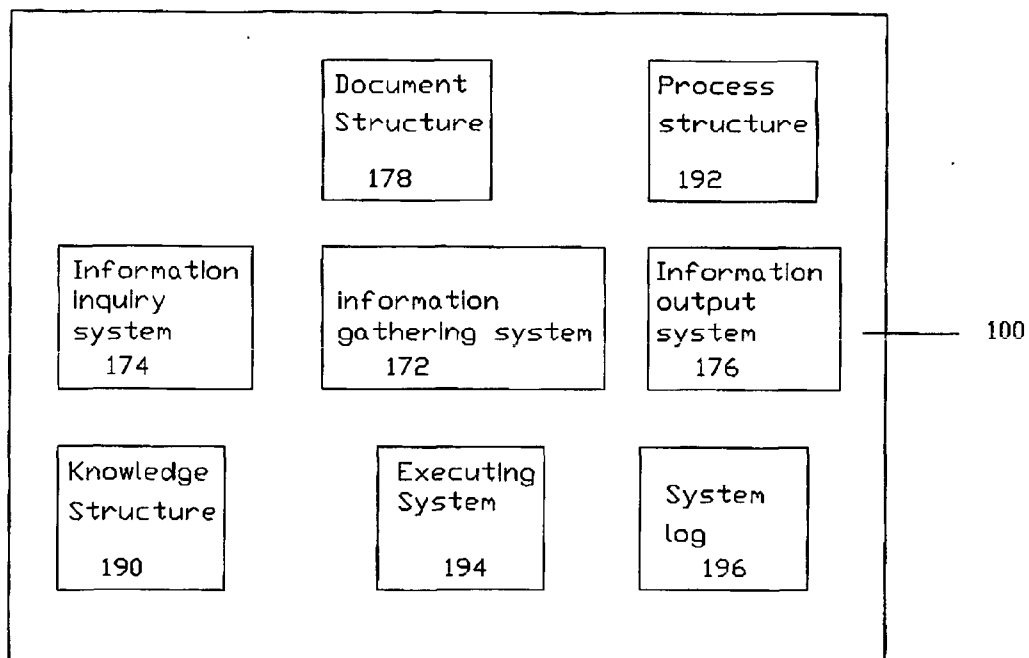 Document
Structure
178
Process
structure
192
Information
inquiry
system
174
information
gathering system
172
Information
output
system
176
100
Knowledge
Structure
190
Executing
System
194
System
log
196